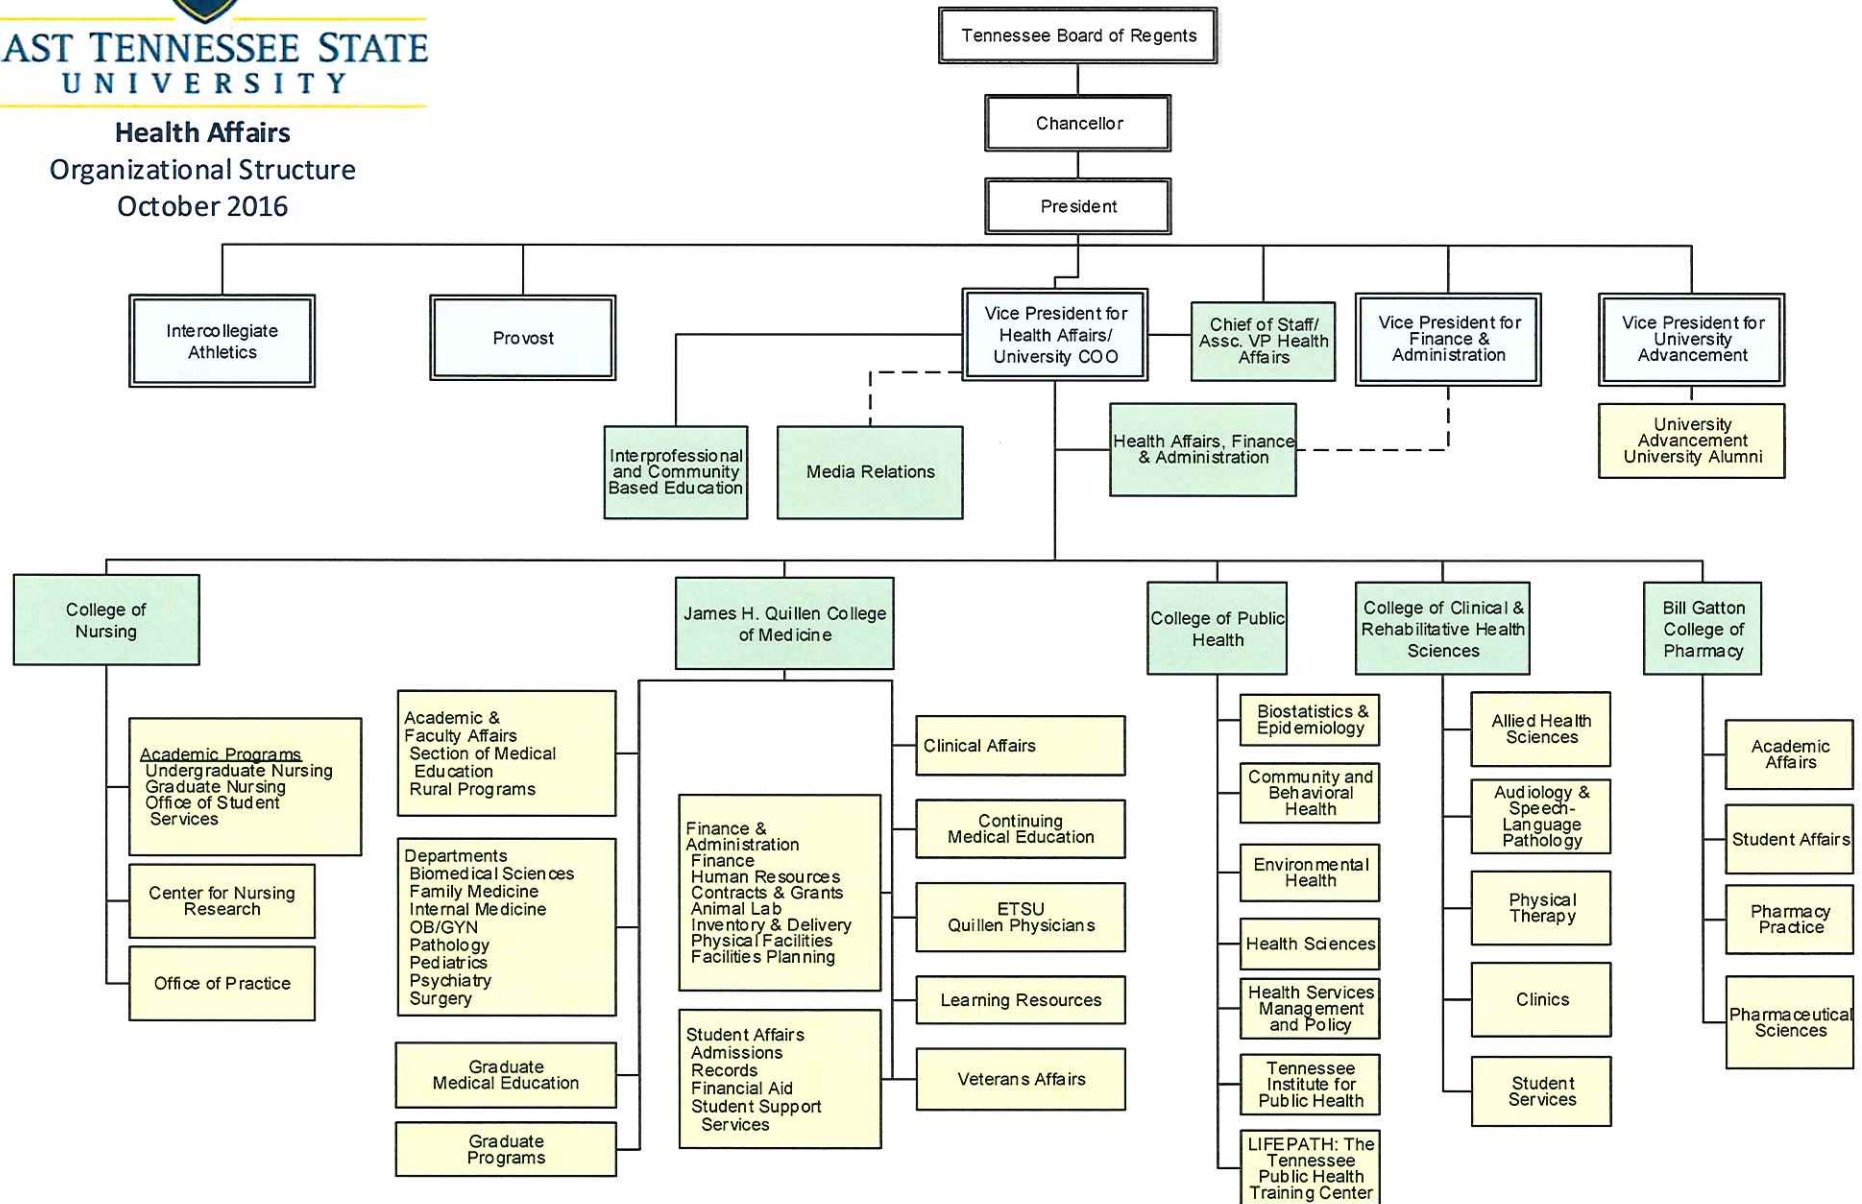 AST TENNESSEE STATE
UNIVERSITY
Health Affairs
Organizational Structure
October 2016
Tennessee Board of Regents
Chancellor
President
Intercollegiate
Athletics
Provost
Vice President for
Health Affairs/
University COO
Chief of Staff/
Assc. VP Health
Affairs
Vice President for
Finance &
Administration
Vice President for
University
Advancement
Interprofessional
and Community
Based Education
Media Relations
Health Affairs, Finance
& Administration
University
Advancement
University Alumni
College of
Nursing
James H. Quillen College
of Medicine
College of Public
Health
College of Clinical &
Rehabilitative Health
Sciences
Bill Gatton
College of
Pharmacy
Academic Programs
Undergraduate Nursing
Graduate Nursing
Office of Student
Services
Center for Nursing
Research
Office of Practice
Academic &
Faculty Affairs
Section of Medical
Education
Rural Programs
Departments
Biomedical Sciences
Family Medicine
Internal Medicine
OB/GYN
Pathology
Pediatrics
Psychiatry
Surgery
Graduate
Medical Education
Graduate
Programs
Finance &
Administration
Finance
Human Resources
Contracts & Grants
Animal Lab
Inventory & Delivery
Physical Facilities
Facilities Planning
Student Affairs
Admissions
Records
Financial Aid
Student Support
Services
Clinical Affairs
Continuing
Medical Education
ETSU
Quillen Physicians
Learning Resources
Veterans Affairs
Biostatistics &
Epidemiology
Community and
Behavioral
Health
Environmental
Health
Health Sciences
Health Services
Management
and Policy
Tennessee
Institute for
Public Health
LIFEPATH: The
Tennessee
Public Health
Training Center
Allied Health
Sciences
Audiology &
Speech-
Language
Pathology
Physical
Therapy
Clinics
Student
Services
Academic
Affairs
Student Affairs
Pharmacy
Practice
Pharmaceutical
Sciences